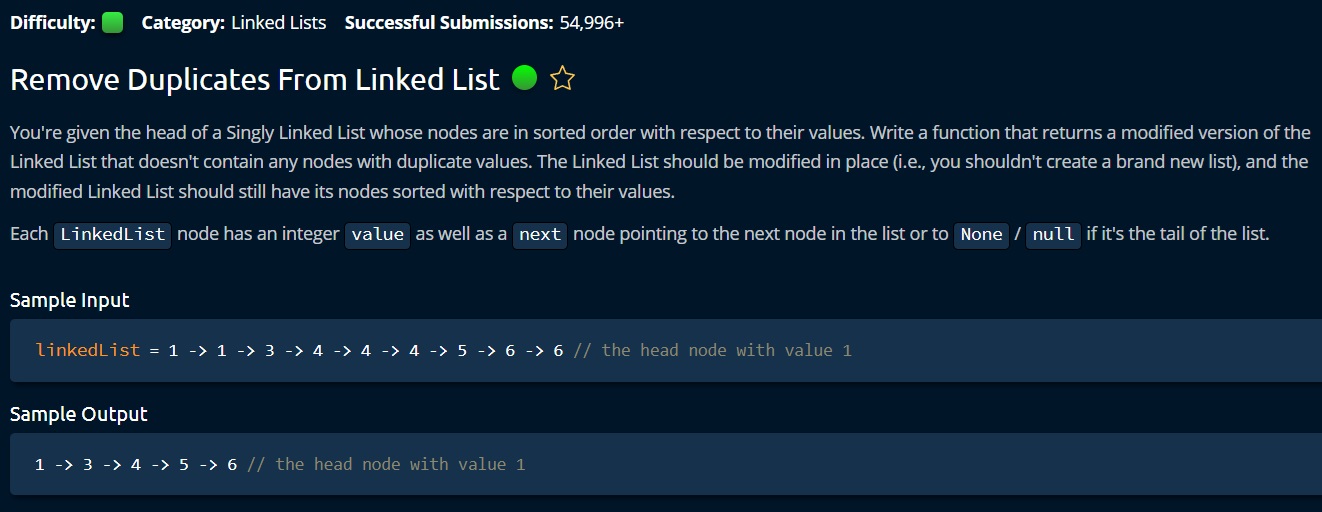 Difficulty: Category: Linked Lists Successful Submissions: 54,996+
Remove Duplicates From Linked List
You're given the head of a Singly Linked List whose nodes are in sorted order with respect to their values. Write a function that returns a modified version of the
Linked List that doesn't contain any nodes with duplicate values. The Linked List should be modified in place (i.e., you shouldn't create a brand new list), and the
modified Linked List should still have its nodes sorted with respect to their values.
Each LinkedList node has an integer value as well as a next node pointing to the next node in the list or to None / null if it's the tail of the list.
Sample Input
linkedList = 1 -> 1 -> 3 -> 4 -> 4 -> 4 -> 5 -> 6 -> 6 // the head node with value 1
Sample Output
1 -> 3 -> 4 -> 5 -> 6 // the head node with value 1